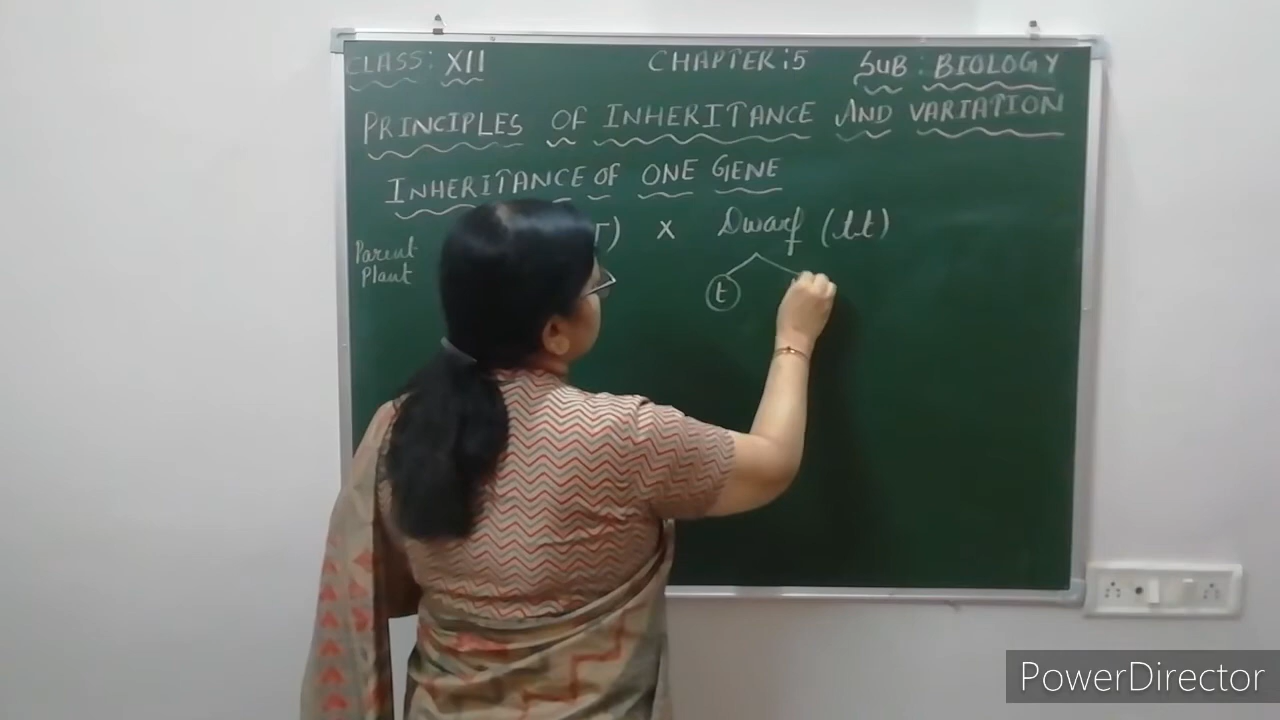 CLASS: XII CHAPTER:5 SUB: BIOLOGY
PRINCIPLES OF INHERITANCE AND VARIATION
INHERITANCE OF ONE GENE
Parent Plant T) X Dwarf (tt)
t
PowerDirector